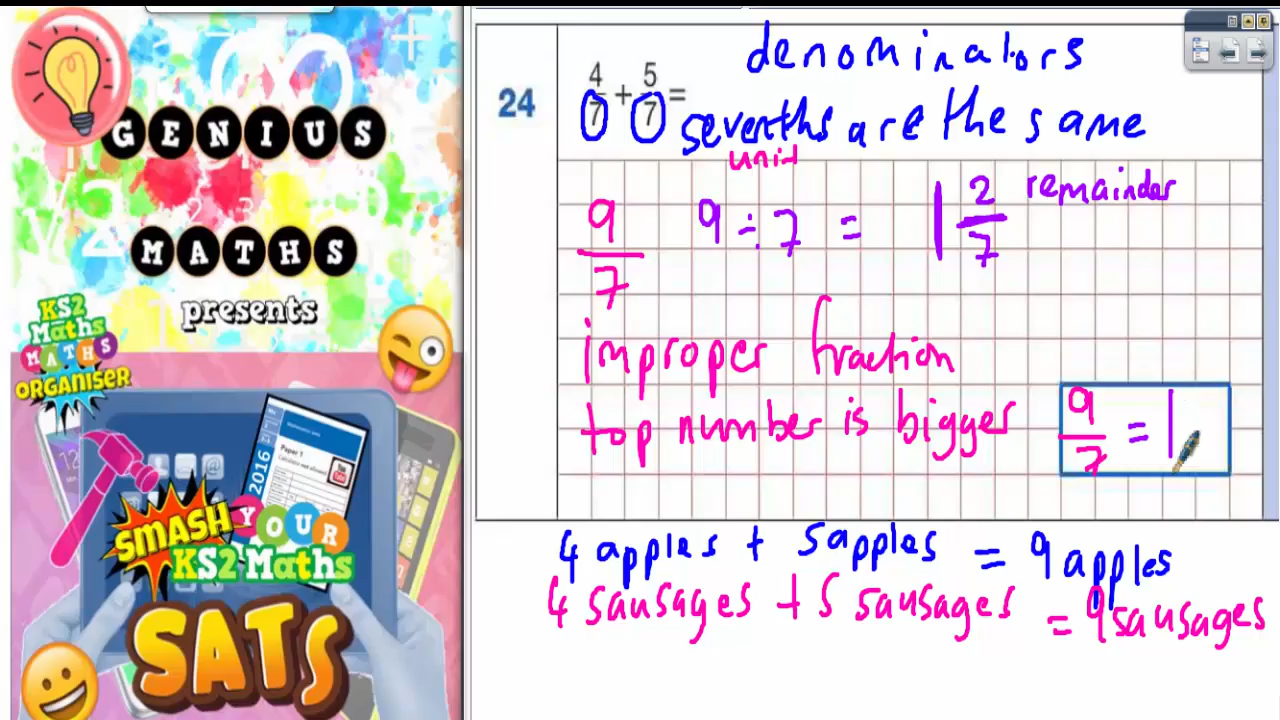 GENIUS
MATHS
presents
KS2
Maths
MATHS
ORGANISER
2016
Paper 1
You
Tube
SMASH YOUR
KS2 Maths
SATS
24
4/7 + 5/7 =
denominators
sevenths are the same
unit
9/7 9 ÷ 7 = 1 2/7 remainder
improper fraction
top number is bigger
9/7 = 1
4 apples + 5 apples = 9 apples
4 sausages + 5 sausages = 9 sausages